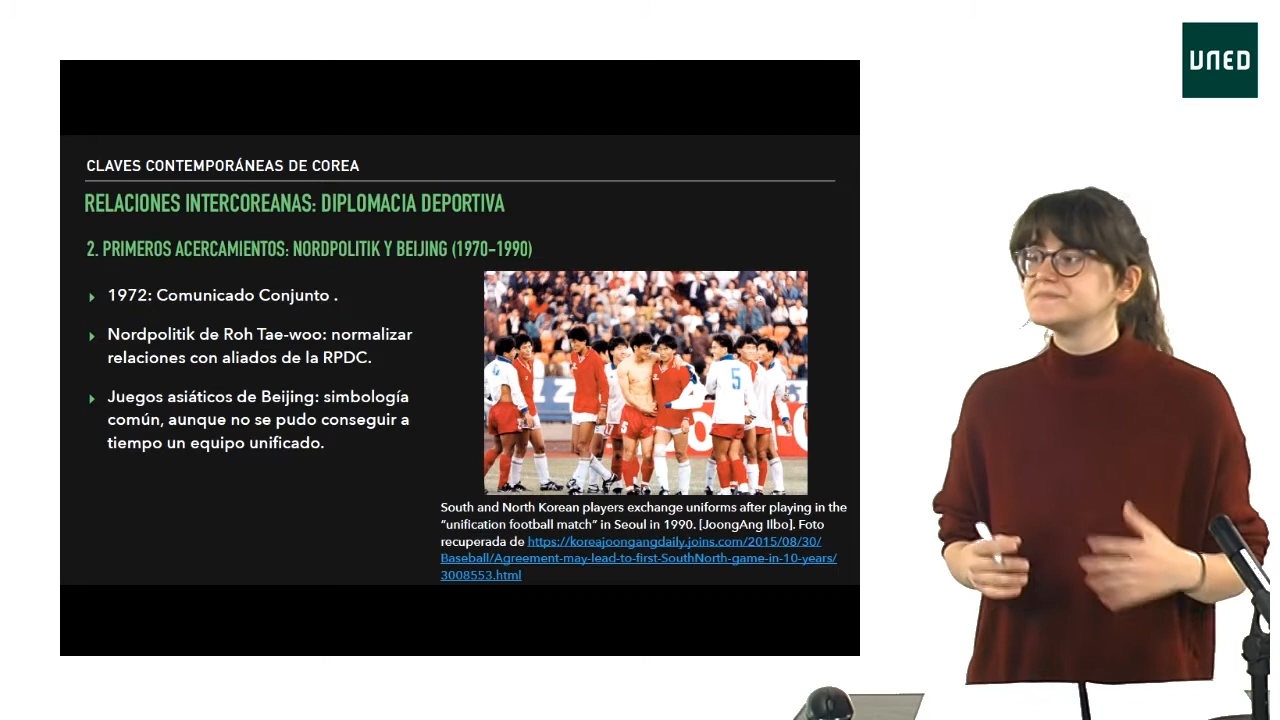 UNED
CLAVES CONTEMPORÁNEAS DE COREA
RELACIONES INTERCOREANAS: DIPLOMACIA DEPORTIVA
2. PRIMEROS ACERCAMIENTOS: NORDPOLITIK Y BEIJING (1970-1990)
1972: Comunicado Conjunto .
Nordpolitik de Roh Tae-woo: normalizar
relaciones con aliados de la RPDC.
Juegos asiáticos de Beijing: simbología
común, aunque no se pudo conseguir a
tiempo un equipo unificado.
5
South and North Korean players exchange uniforms after playing in the
"unification football match" in Seoul in 1990. [JoongAng Ilbo]. Foto
recuperada de https://koreajoongangdaily.joins.com/2015/08/30/
Baseball/Agreement-may-lead-to-first-SouthNorth-game-in-10-years/
3008553.html